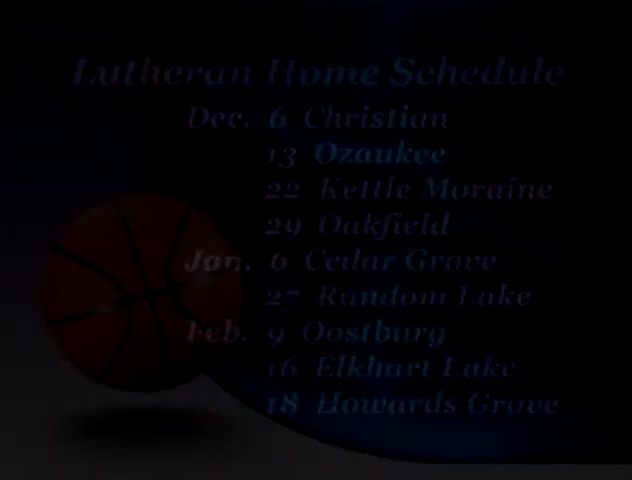 Lutheran Home Schedule
Dec. 6 Christian
13 Ozaukee
22 Kettle Moraine
29 Oakfield
Jan. 6 Cedar Grove
27 Random Lake
Feb. 9 Oostburg
16 Elkhart Lake
18 Howards Grove